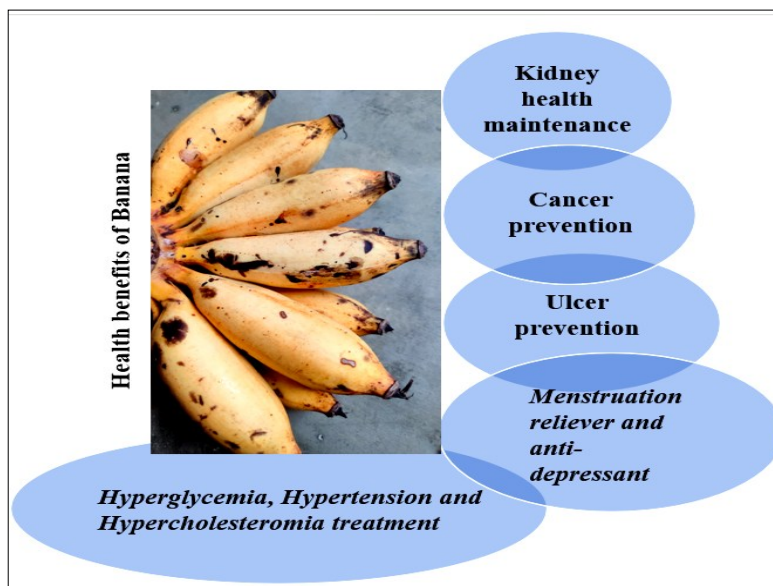 Health benefits of Banana
Kidney
health
maintenance
Cancer
prevention
Ulcer
prevention
Menstruation
reliever and
anti-
depressant
Hyperglycemia, Hypertension and
Hypercholesteromia treatment